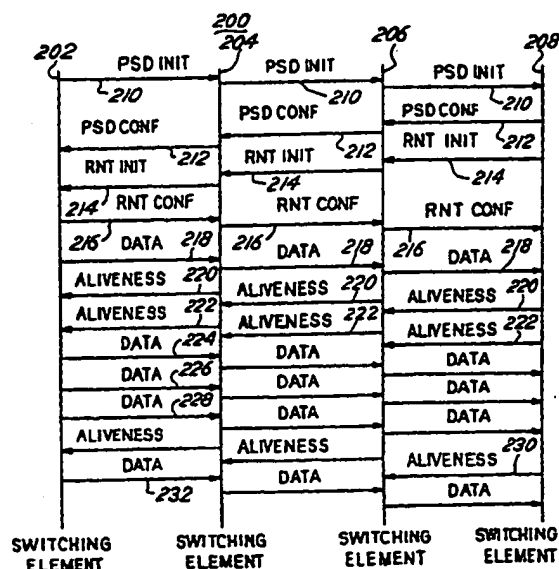 200
202 204 206 208
PSD INIT PSD INIT PSD INIT
210 210 210
PSD CONF PSD CONF PSD CONF
212 212 212
RNT INIT RNT INIT RNT INIT
214 214 214
RNT CONF RNT CONF RNT CONF
216 216 216
DATA 218 DATA 218 DATA 218
ALIVENESS 220 ALIVENESS 220 ALIVENESS 220
ALIVENESS 222 ALIVENESS 222 ALIVENESS 222
DATA 224 DATA DATA
DATA 226 DATA DATA
DATA 228 DATA DATA
ALIVENESS ALIVENESS ALIVENESS 230
DATA DATA DATA
232
SWITCHING SWITCHING SWITCHING SWITCHING
ELEMENT ELEMENT ELEMENT ELEMENT